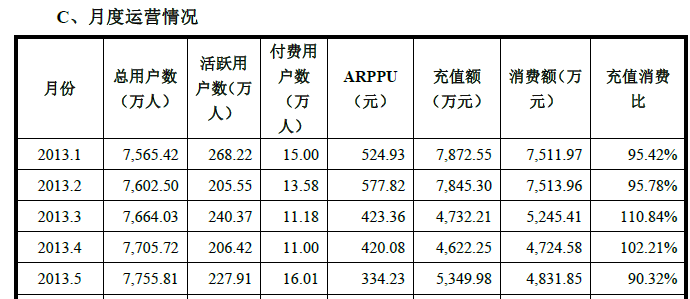 C、月度运营情况
月份 总用户数（万人） 活跃用户数（万人） 付费用户数（万人） ARPPU（元） 充值额（万元） 消费额（万元） 充值消费比
2013.1 7,565.42 268.22 15.00 524.93 7,872.55 7,511.97 95.42%
2013.2 7,602.50 205.55 13.58 577.82 7,845.30 7,513.96 95.78%
2013.3 7,664.03 240.37 11.18 423.36 4,732.21 5,245.41 110.84%
2013.4 7,705.72 206.42 11.00 420.08 4,622.25 4,724.58 102.21%
2013.5 7,755.81 227.91 16.01 334.23 5,349.98 4,831.85 90.32%